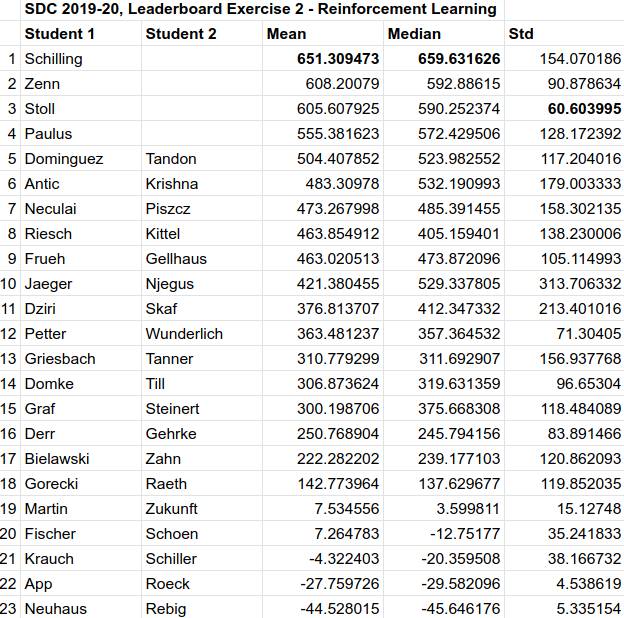 SDC 2019-20, Leaderboard Exercise 2 - Reinforcement Learning
Student 1 Student 2 Mean Median Std
1 Schilling 651.309473 659.631626 154.070186
2 Zenn 608.20079 592.88615 90.878634
3 Stoll 605.607925 590.252374 60.603995
4 Paulus 555.381623 572.429506 128.172392
5 Dominguez Tandon 504.407852 523.982552 117.204016
6 Antic Krishna 483.30978 532.190993 179.003333
7 Neculai Piszcz 473.267998 485.391455 158.302135
8 Riesch Kittel 463.854912 405.159401 138.230006
9 Frueh Gellhaus 463.020513 473.872096 105.114993
10 Jaeger Njegus 421.380455 529.337805 313.706332
11 Dziri Skaf 376.813707 412.347332 213.401016
12 Petter Wunderlich 363.481237 357.364532 71.30405
13 Griesbach Tanner 310.779299 311.692907 156.937768
14 Domke Till 306.873624 319.631359 96.65304
15 Graf Steinert 300.198706 375.668308 118.484089
16 Derr Gehrke 250.768904 245.794156 83.891466
17 Bielawski Zahn 222.282202 239.177103 120.862093
18 Gorecki Raeth 142.773964 137.629677 119.852035
19 Martin Zukunft 7.534556 3.599811 15.12748
20 Fischer Schoen 7.264783 -12.75177 35.241833
21 Krauch Schiller -4.322403 -20.359508 38.166732
22 App Roeck -27.759726 -29.582096 4.538619
23 Neuhaus Rebig -44.528015 -45.646176 5.335154